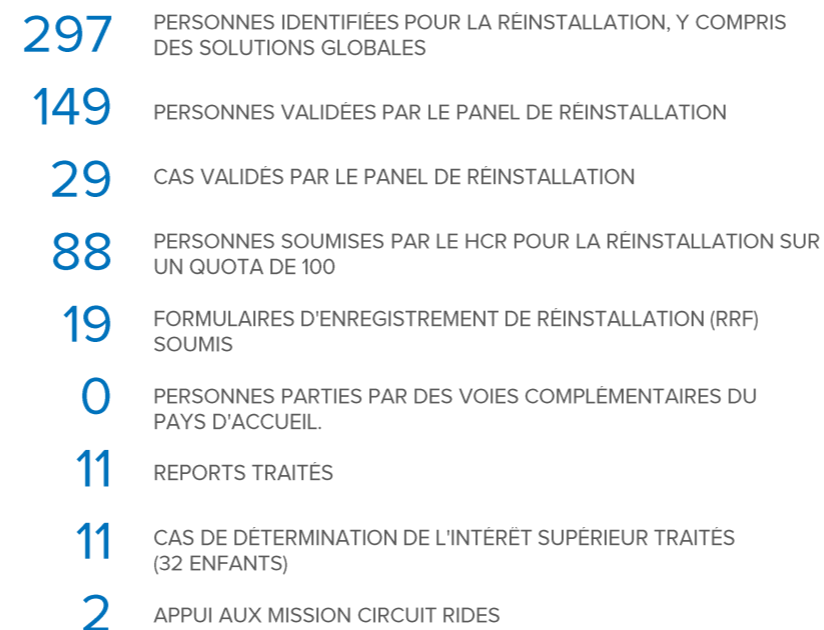 297 PERSONNES IDENTIFIÉES POUR LA RÉINSTALLATION, Y COMPRIS
DES SOLUTIONS GLOBALES
149 PERSONNES VALIDÉES PAR LE PANEL DE RÉINSTALLATION
29 CAS VALIDÉS PAR LE PANEL DE RÉINSTALLATION
88 PERSONNES SOUMISES PAR LE HCR POUR LA RÉINSTALLATION SUR
UN QUOTA DE 100
19 FORMULAIRES D'ENREGISTREMENT DE RÉINSTALLATION (RRF)
SOUMIS
0 PERSONNES PARTIES PAR DES VOIES COMPLÉMENTAIRES DU
PAYS D'ACCUEIL.
11 REPORTS TRAITÉS
11 CAS DE DÉTERMINATION DE L'INTÉRÊT SUPÉRIEUR TRAITÉS
(32 ENFANTS)
2 APPUI AUX MISSION CIRCUIT RIDES